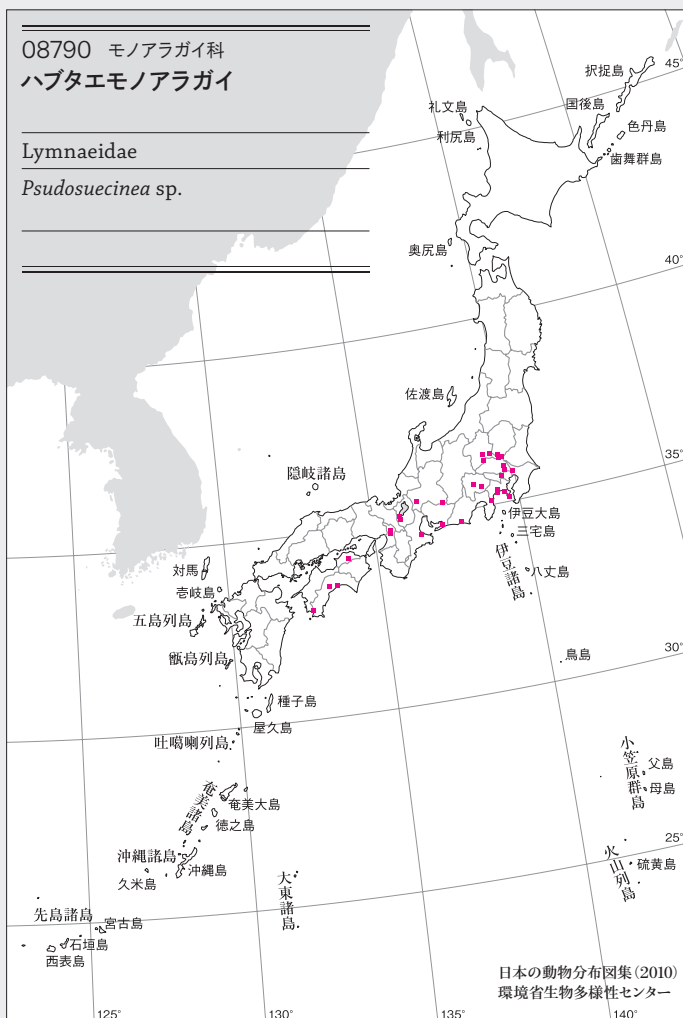 08790 モノアラガイ科
ハブタエモノアラガイ
Lymnaeidae
Psudosuecinea sp.
45°
択捉島
国後島
礼文島
色丹島
利尻島
歯舞群島
奥尻島
40°
佐渡島
35°
隠岐諸島
伊豆大島
三宅島
伊豆諸島
八丈島
対馬
壱岐島
五島列島
甑島列島
鳥島
30°
種子島
屋久島
吐噶喇列島
小笠原群島
父島
母島
奄美諸島
奄美大島
徳之島
25°
沖縄諸島
沖縄島
久米島
火山列島
硫黄島
大東諸島
先島諸島
宮古島
石垣島
西表島
日本の動物分布図集(2010)
環境省生物多様性センター
125°
130°
135°
140°